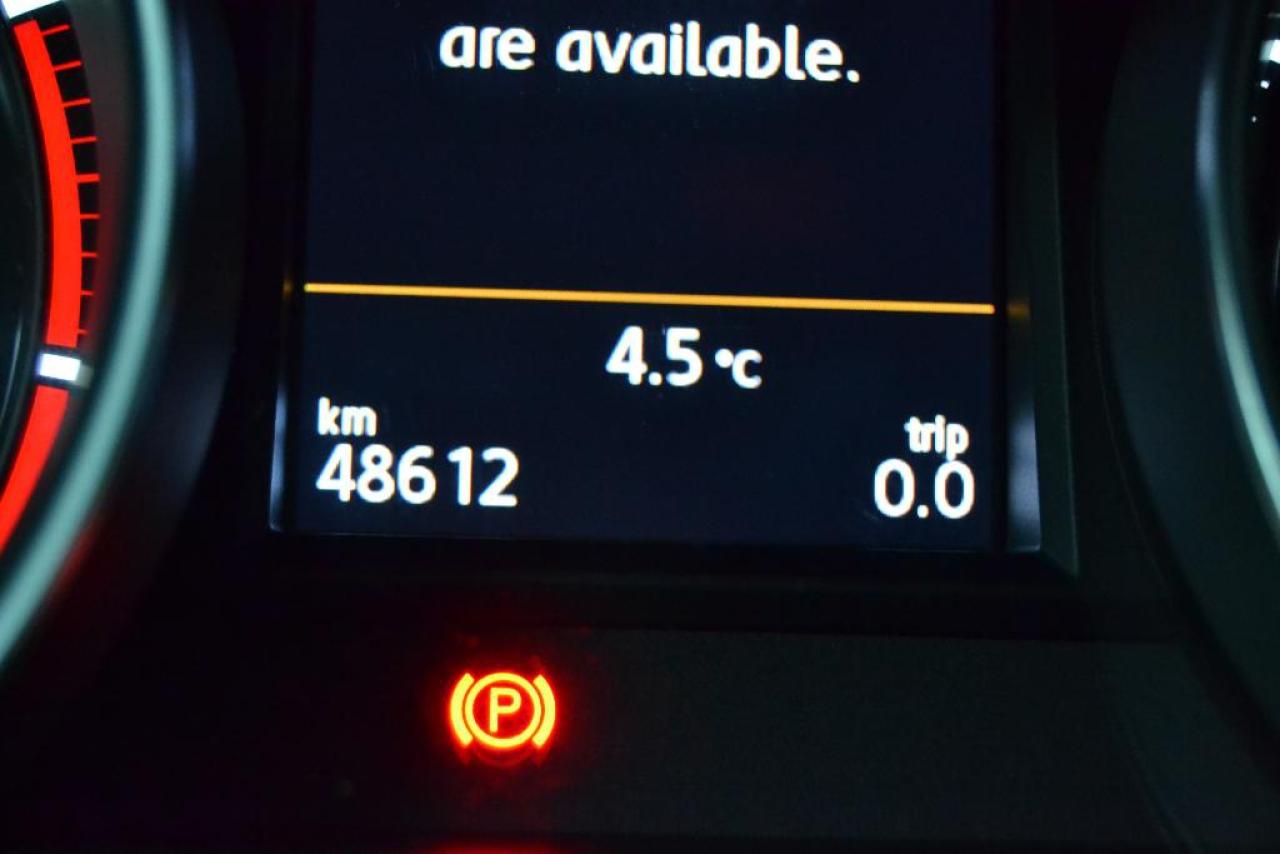 are available.
4.5 °C
km
trip
48612
0.0
P